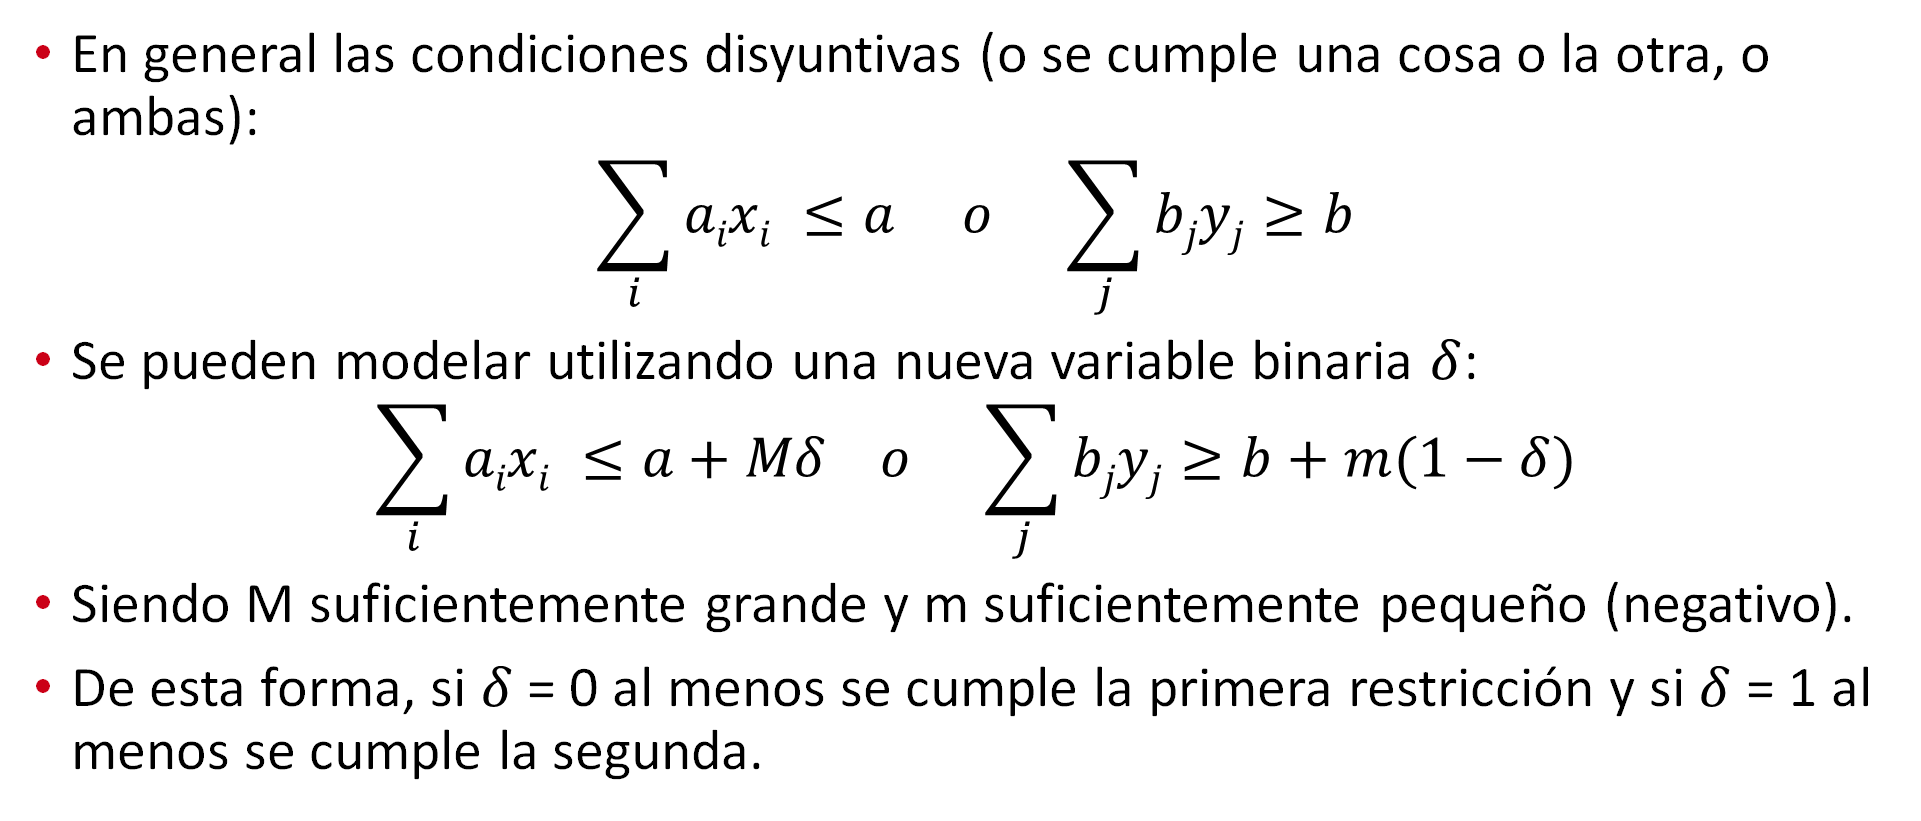 • En general las condiciones disyuntivas (o se cumple una cosa o la otra, o
ambas):
∑ᵢ aᵢxᵢ ≤ a o ∑ⱼ bⱼyⱼ ≥ b
• Se pueden modelar utilizando una nueva variable binaria δ:
∑ᵢ aᵢxᵢ ≤ a + Mδ o ∑ⱼ bⱼyⱼ ≥ b + m(1 − δ)
• Siendo M suficientemente grande y m suficientemente pequeño (negativo).
• De esta forma, si δ = 0 al menos se cumple la primera restricción y si δ = 1 al
menos se cumple la segunda.